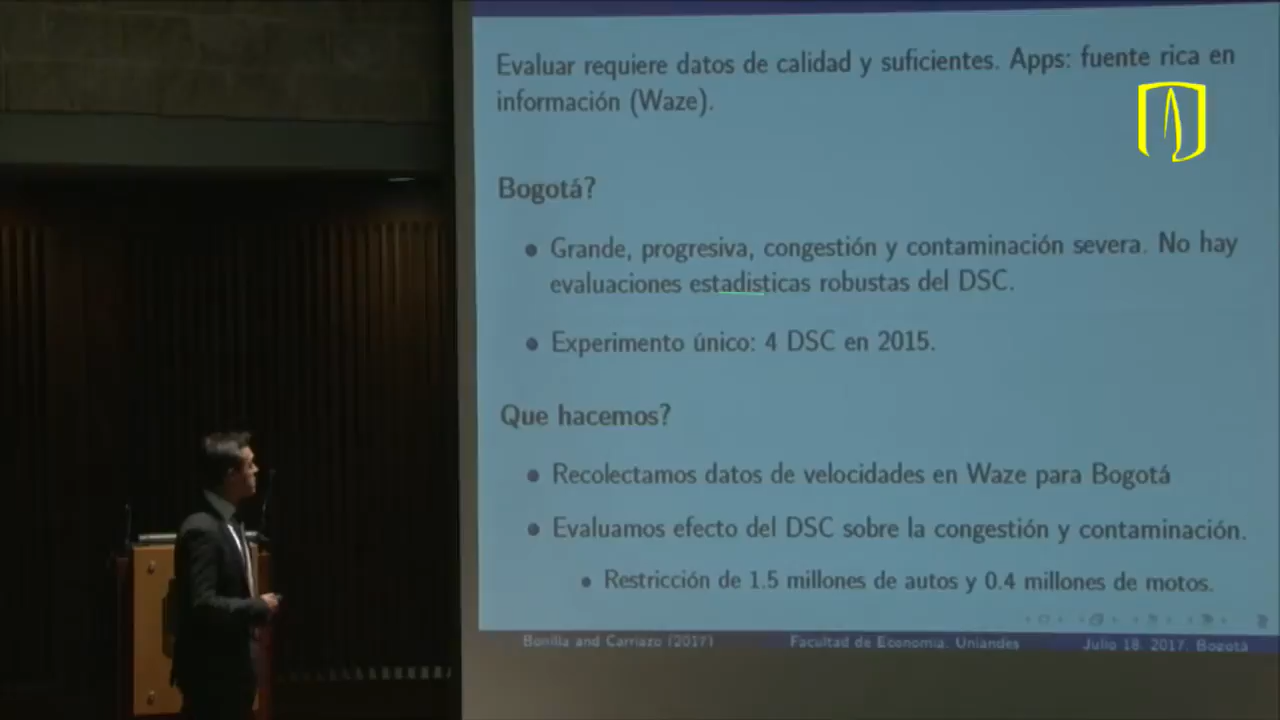 Evaluar requiere datos de calidad y suficientes. Apps: fuente rica en
información (Waze).
Bogotá?
Grande, progresiva, congestión y contaminación severa. No hay
evaluaciones estadisticas robustas del DSC.
Experimento único: 4 DSC en 2015.
Que hacemos?
Recolectamos datos de velocidades en Waze para Bogotá
Evaluamos efecto del DSC sobre la congestión y contaminación.
Restricción de 1.5 millones de autos y 0.4 millones de motos.
Bonilla and Carriazo (2017) Facultad de Economia, Uniandes Julio 18, 2017. Bogotá